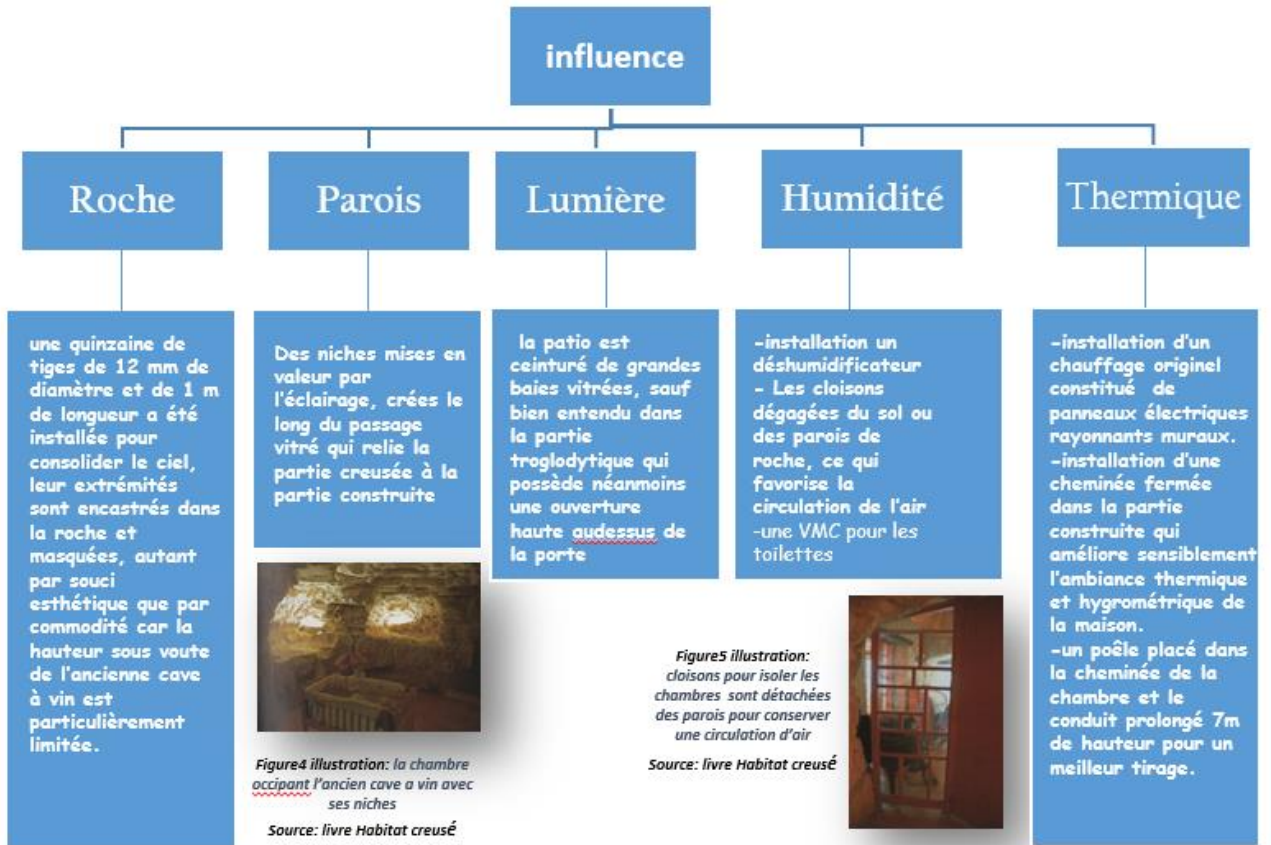 influence
Roche
Parois
Lumière
Humidité
Thermique
une quinzaine de
tiges de 12 mm de
diamètre et de 1 m
de longueur a été
installée pour
consolider le ciel,
leur extrémités
sont encastrés dans
la roche et
masquées, autant
par souci
esthétique que par
commodité car la
hauteur sous voute
de l'ancienne cave
à vin est
particulièrement
limitée.
Des niches mises en
valeur par
l'éclairage, crées le
long du passage
vitré qui relie la
partie creusée à la
partie construite
Figure4 illustration: la chambre
occipant l'ancien cave a vin avec
ses niches
Source: livre Habitat creusé
la patio est
ceinturé de grandes
baies vitrées, sauf
bien entendu dans
la partie
troglodytique qui
possède néanmoins
une ouverture
haute audessus de
la porte
-installation un
déshumidificateur
- Les cloisons
dégagées du sol ou
des parois de
roche, ce qui
favorise la
circulation de l'air
-une VMC pour les
toilettes
Figure5 illustration:
cloisons pour isoler les
chambres sont détachées
des parois pour conserver
une circulation d'air
Source: livre Habitat creusé
-installation d'un
chauffage originel
constitué de
panneaux électriques
rayonnants muraux.
-installation d'une
cheminée fermée
dans la partie
construite qui
améliore sensiblement
l'ambiance thermique
et hygrométrique de
la maison.
-un poêle placé dans
la cheminée de la
chambre et le
conduit prolongé 7m
de hauteur pour un
meilleur tirage.